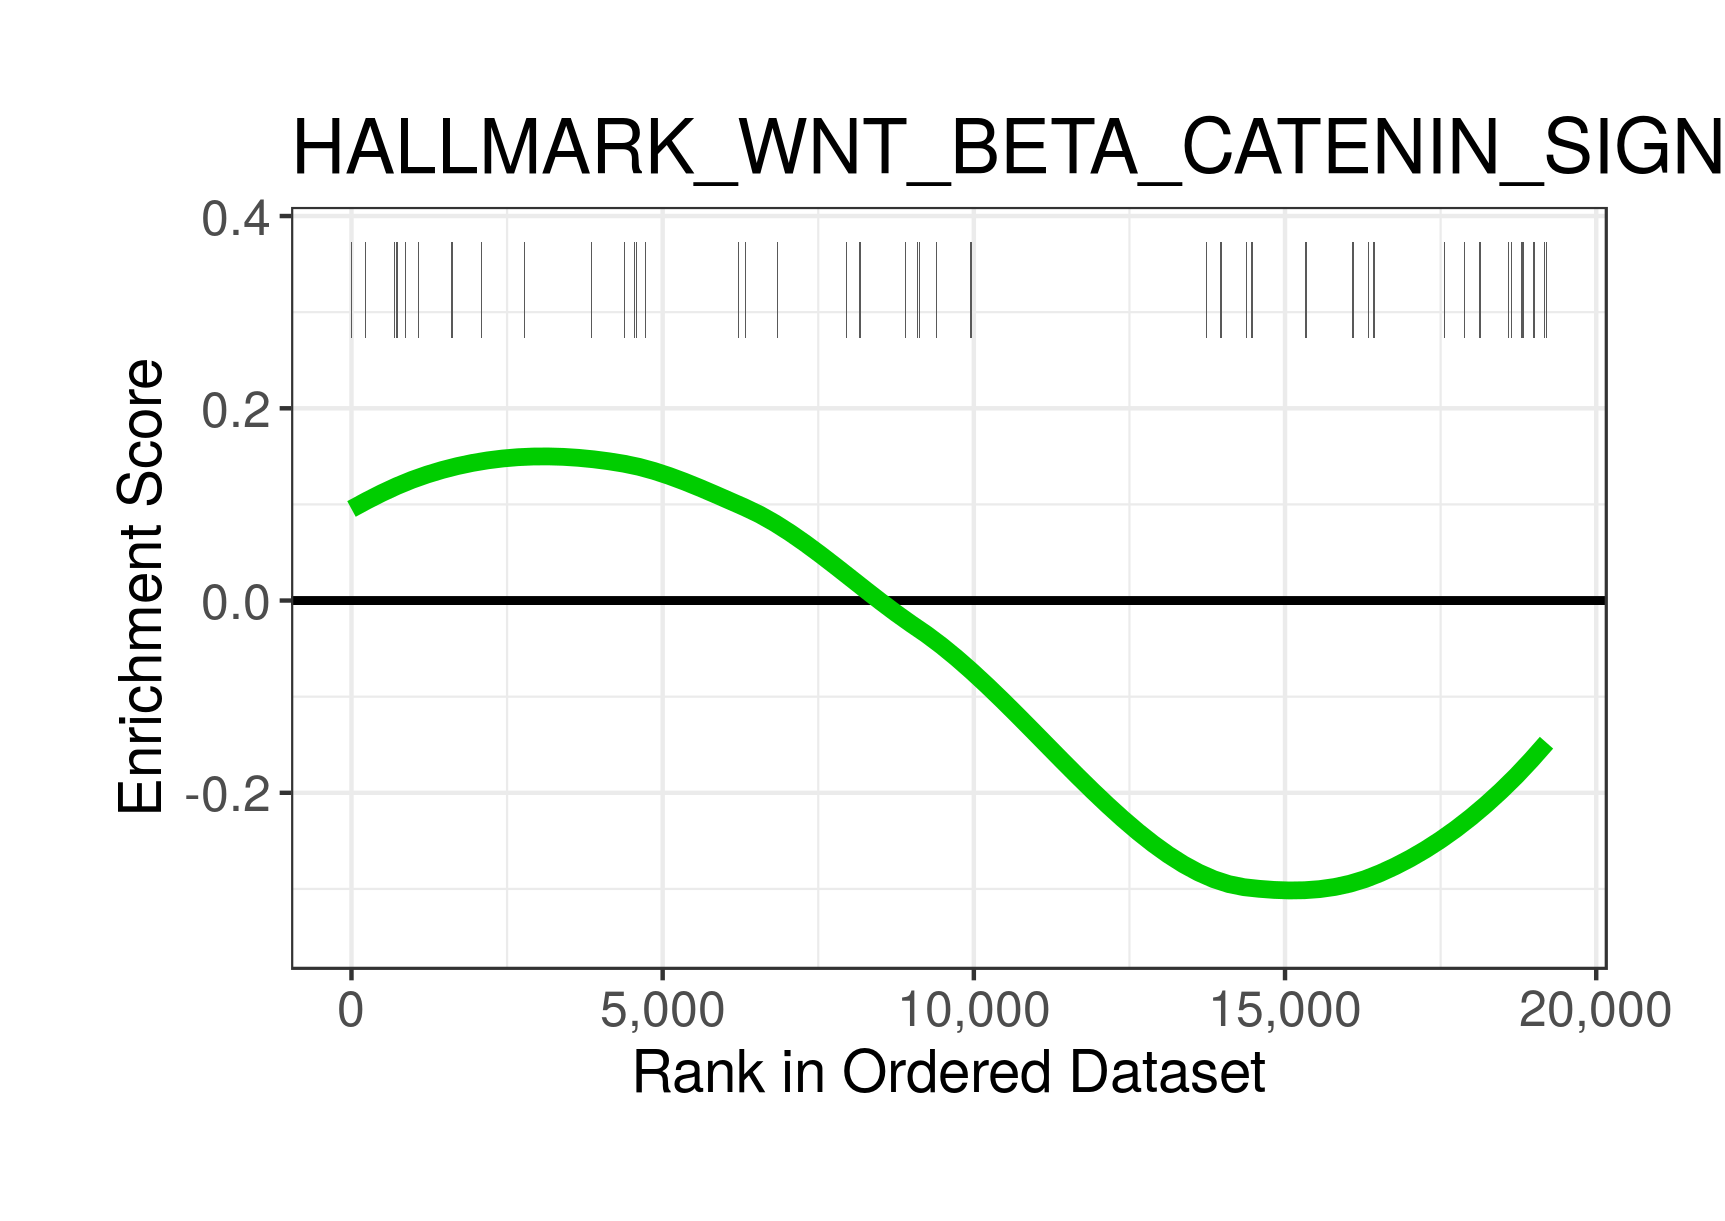 HALLMARK_WNT_BETA_CATENIN_SIGN
0.4
0.2
0.0
-0.2
Enrichment Score
0 5,000 10,000 15,000 20,000
Rank in Ordered Dataset